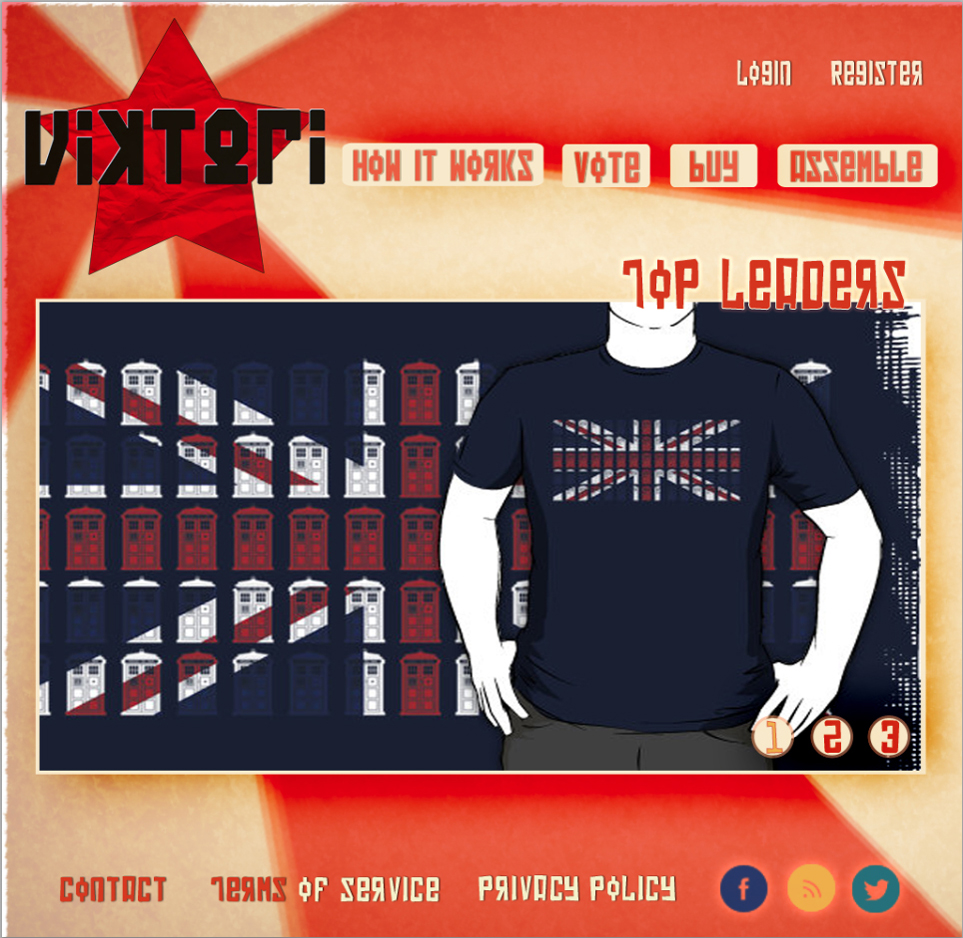 LOGIN REGISTER
VIKTORI
HOW IT WORKS VOTE BUY ASSEMBLE
TOP LEADERS
1 2 3
CONTACT TERMS OF SERVICE PRIVACY POLICY